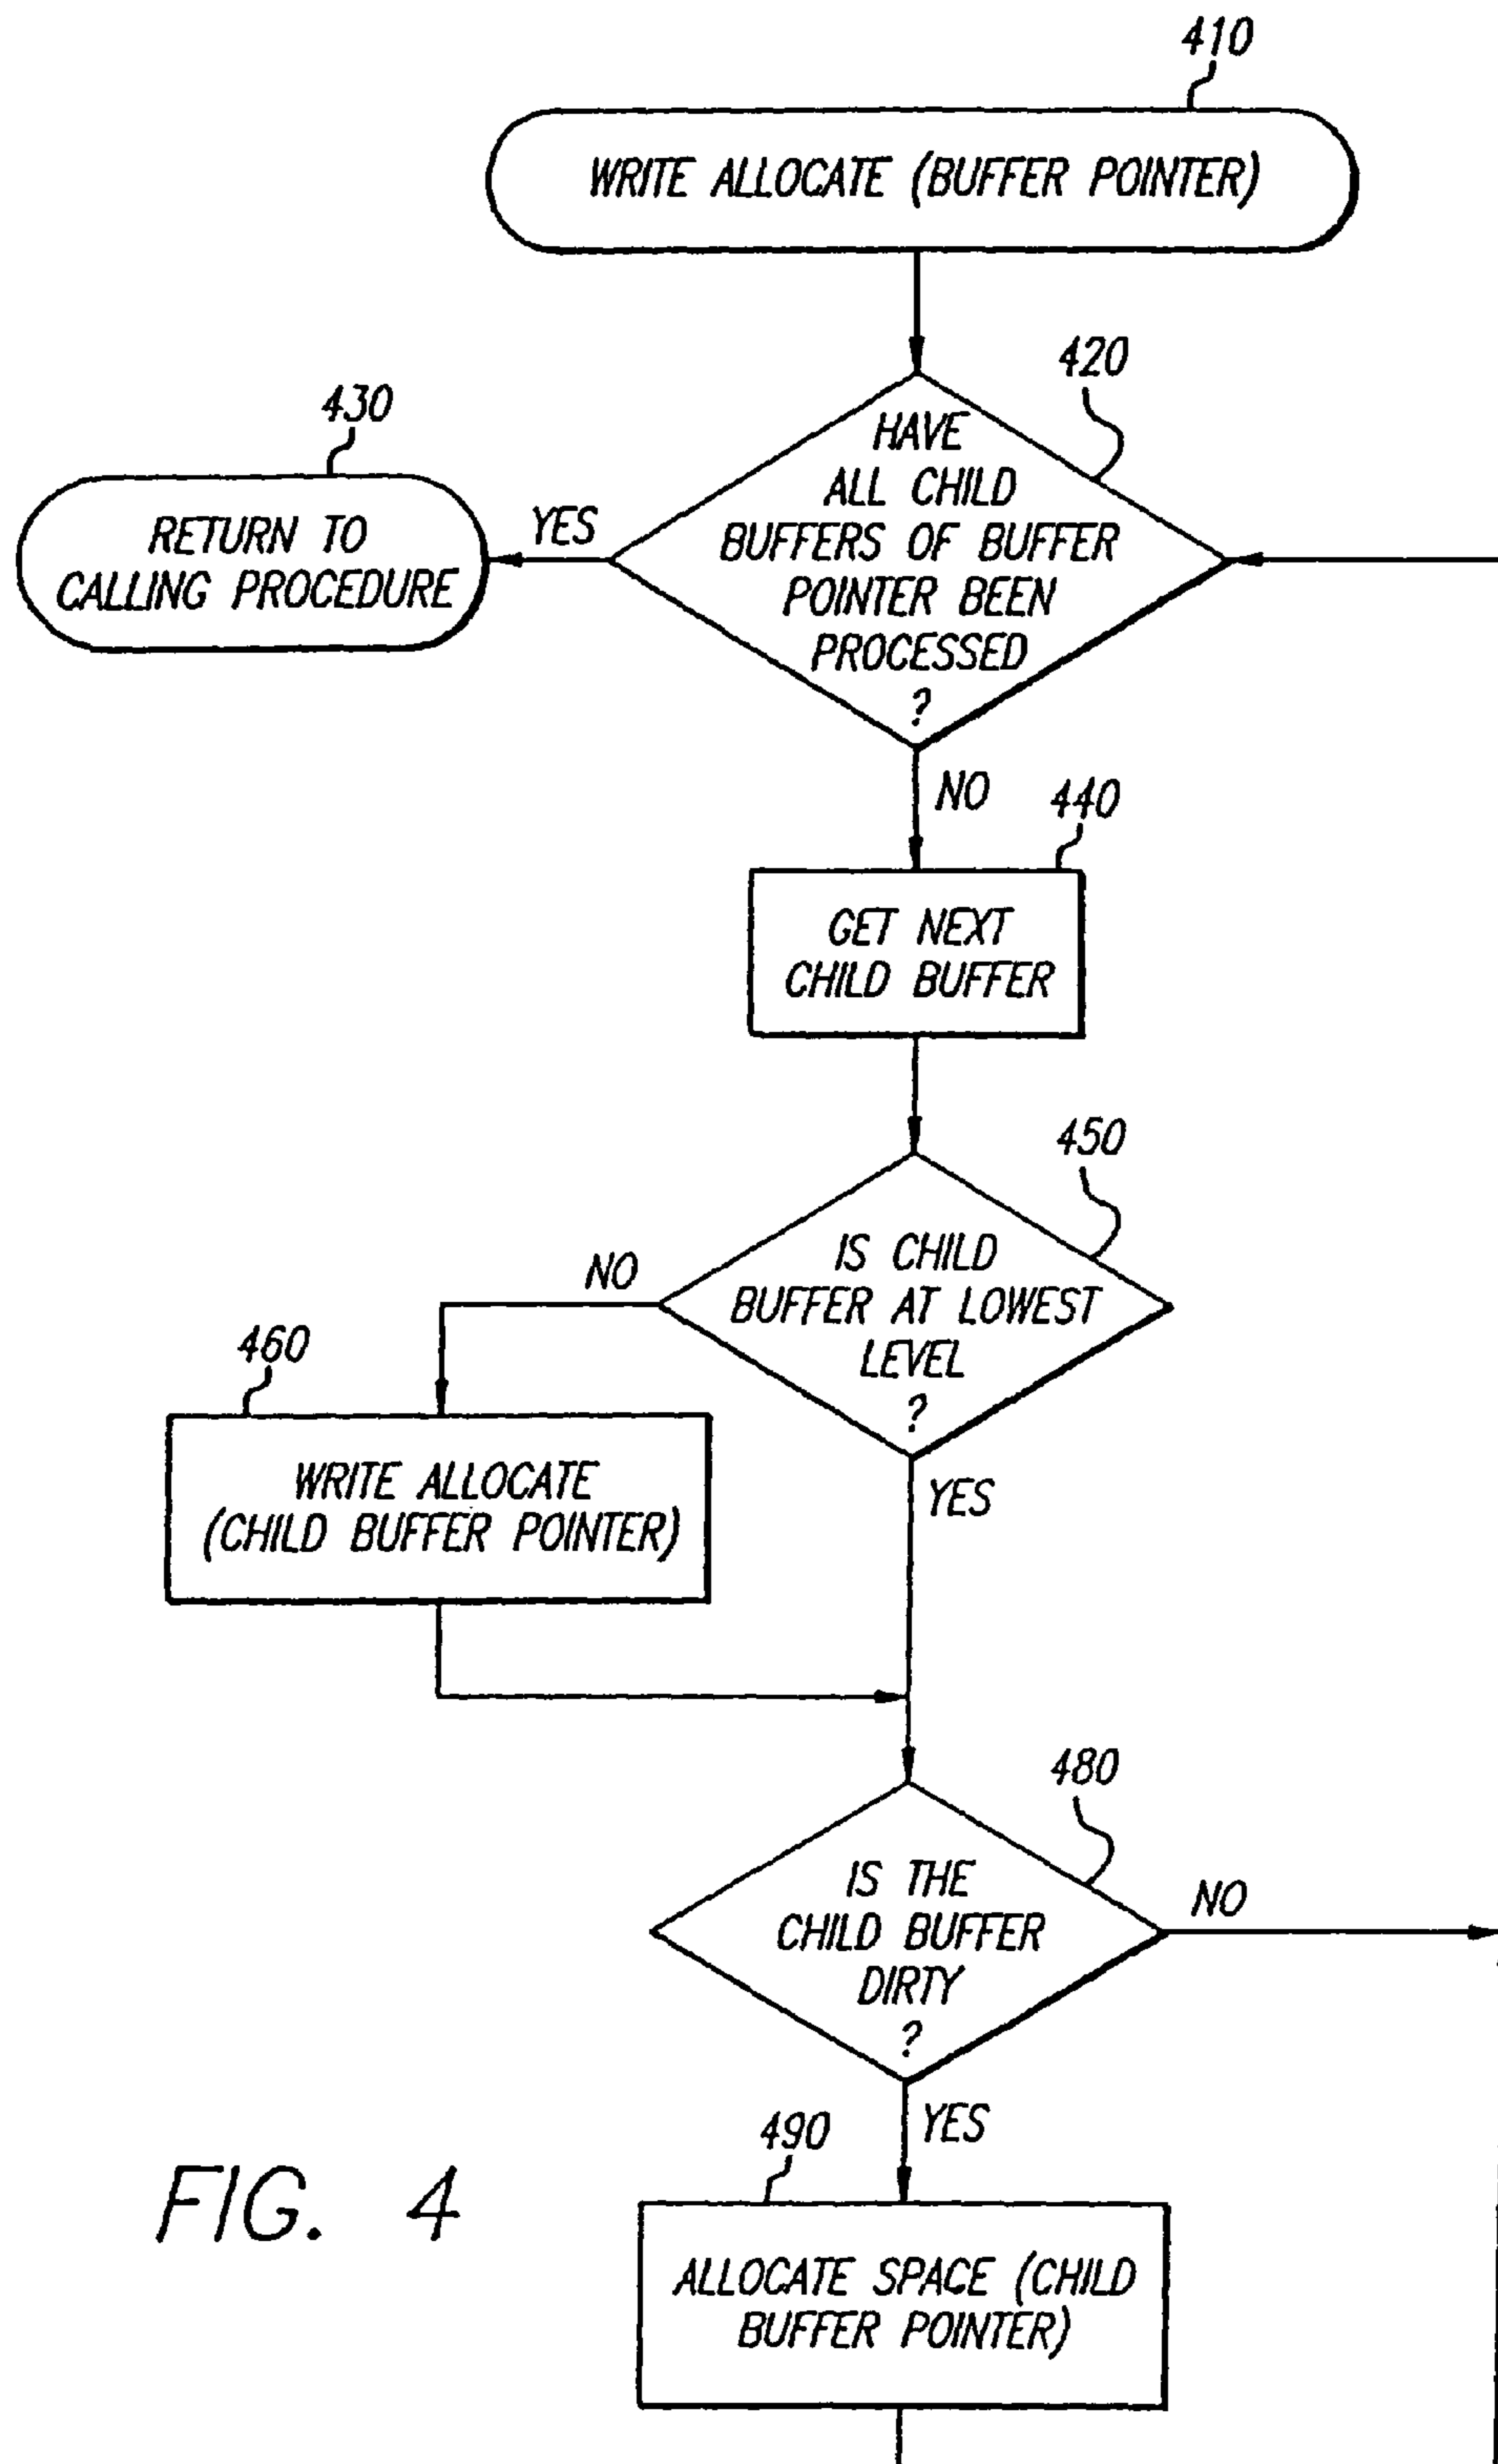 410
WRITE ALLOCATE (BUFFER POINTER)
420
HAVE
ALL CHILD
BUFFERS OF BUFFER
POINTER BEEN
PROCESSED
?
430
RETURN TO
CALLING PROCEDURE
YES
NO
440
GET NEXT
CHILD BUFFER
450
IS CHILD
BUFFER AT LOWEST
LEVEL
?
NO
460
WRITE ALLOCATE
(CHILD BUFFER POINTER)
YES
480
IS THE
CHILD BUFFER
DIRTY
?
NO
YES
490
ALLOCATE SPACE (CHILD
BUFFER POINTER)
FIG. 4